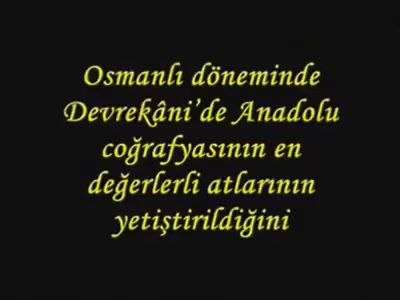 Osmanlı döneminde
Devrekâni’de Anadolu
coğrafyasının en
değerlerli atlarının
yetiştirildiğini